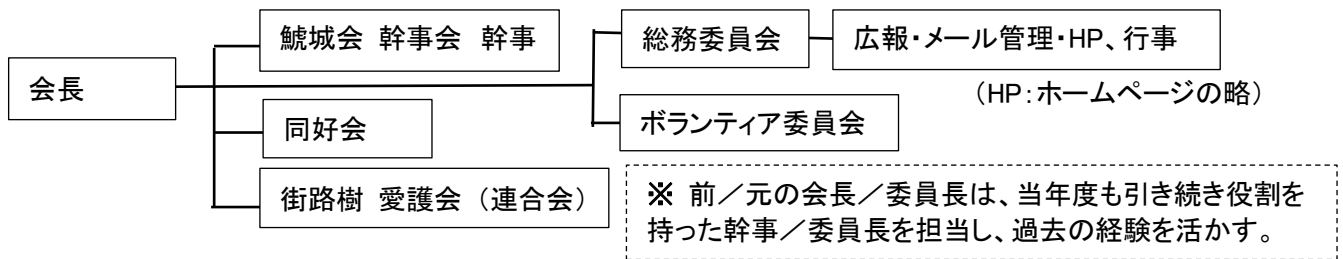 鯱城会 幹事会 幹事
総務委員会
広報・メール管理・HP、行事
会長
(HP:ホームページの略)
同好会
ボランティア委員会
街路樹 愛護会 (連合会)
※ 前/元の会長/委員長は、当年度も引き続き役割を
持った幹事/委員長を担当し、過去の経験を活かす。